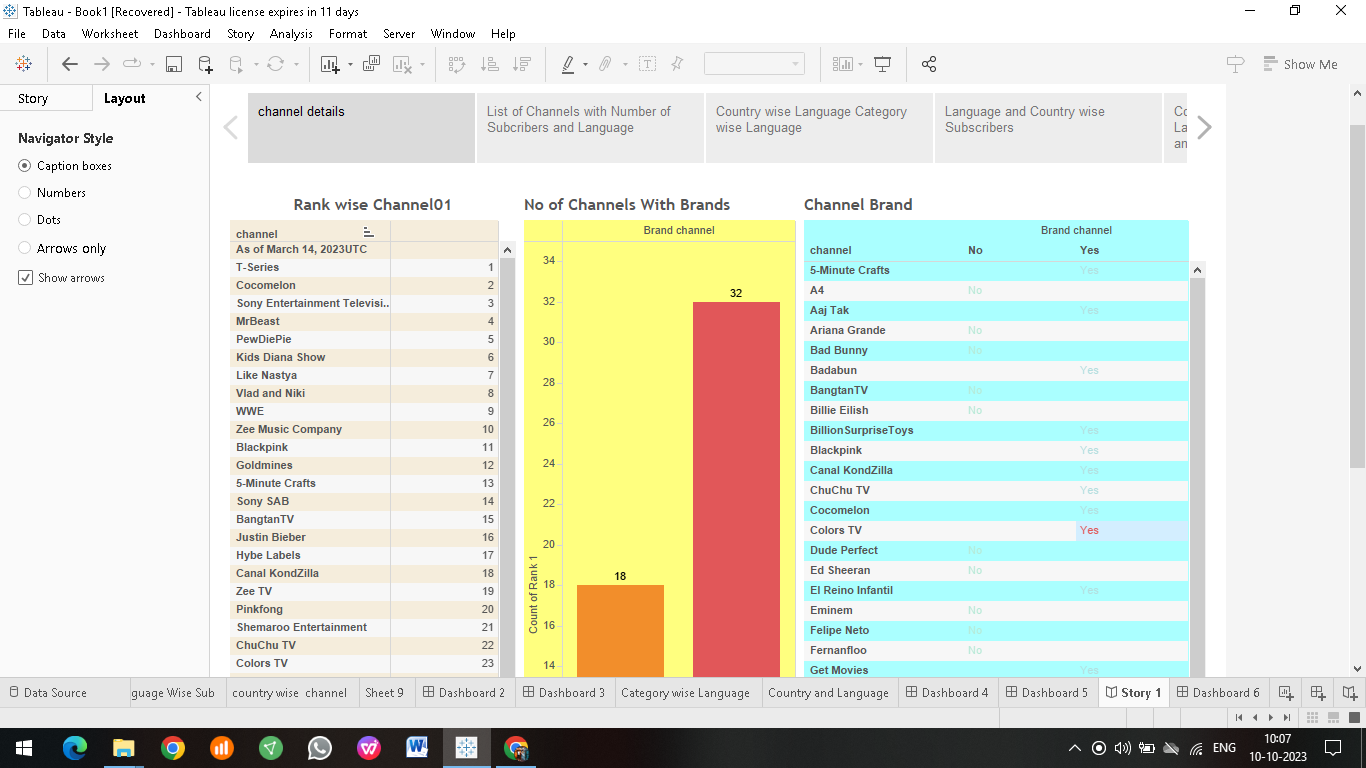 Tableau - Book1 [Recovered] - Tableau license expires in 11 days
File Data Worksheet Dashboard Story Analysis Format Server Window Help
Show Me
Story Layout
Navigator Style
Caption boxes
Numbers
Dots
Arrows only
Show arrows
channel details
List of Channels with Number of
Subcribers and Language
Country wise Language Category
wise Language
Language and Country wise
Subscribers
Co
La
an
Rank wise Channel01
channel
As of March 14, 2023UTC
T-Series 1
Cocomelon 2
Sony Entertainment Televisi.. 3
MrBeast 4
PewDiePie 5
Kids Diana Show 6
Like Nastya 7
Vlad and Niki 8
WWE 9
Zee Music Company 10
Blackpink 11
Goldmines 12
5-Minute Crafts 13
Sony SAB 14
BangtanTV 15
Justin Bieber 16
Hybe Labels 17
Canal KondZilla 18
Zee TV 19
Pinkfong 20
Shemaroo Entertainment 21
ChuChu TV 22
Colors TV 23
No of Channels With Brands
Brand channel
34
32
30
28
26
24
22
20
18
16
14
Count of Rank 1
18
32
Channel Brand
Brand channel
channel No Yes
5-Minute Crafts Yes
A4 No
Aaj Tak Yes
Ariana Grande No
Bad Bunny No
Badabun Yes
BangtanTV No
Billie Eilish No
BillionSurpriseToys Yes
Blackpink Yes
Canal KondZilla Yes
ChuChu TV Yes
Cocomelon Yes
Colors TV Yes
Dude Perfect No
Ed Sheeran No
El Reino Infantil Yes
Eminem No
Felipe Neto No
Fernanfloo No
Get Movies Yes
Data Source guage Wise Sub country wise channel Sheet 9 Dashboard 2 Dashboard 3 Category wise Language Country and Language Dashboard 4 Dashboard 5 Story 1 Dashboard 6
ENG
10:07
10-10-2023